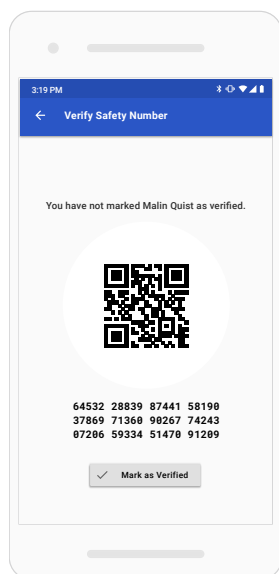 3:19 PM
Verify Safety Number
You have not marked Malin Quist as verified.
64532 28839 87441 58190
37869 71360 90267 74243
07206 59334 51470 91209
Mark as Verified